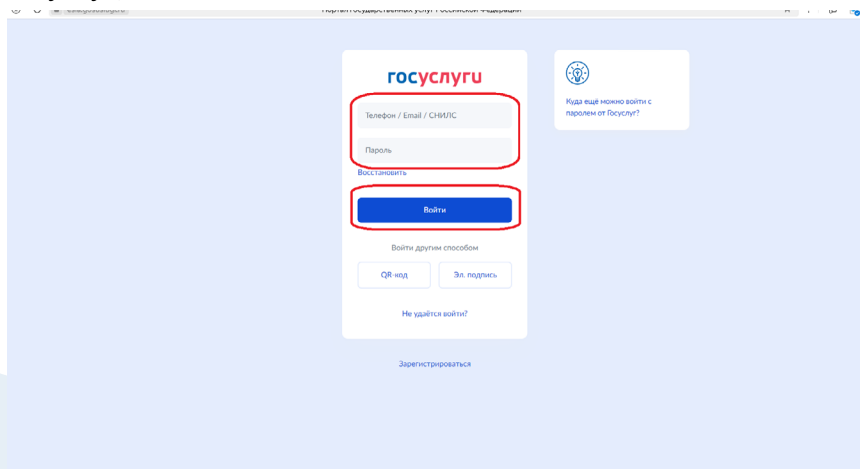 Портал государственных услуг Российской Федерации
госуслуги
Куда ещё можно войти с
паролем от Госуслуг?
Телефон / Email / СНИЛС
Пароль
Восстановить
Войти
Войти другим способом
QR-код
Эл. подпись
Не удаётся войти?
Зарегистрироваться